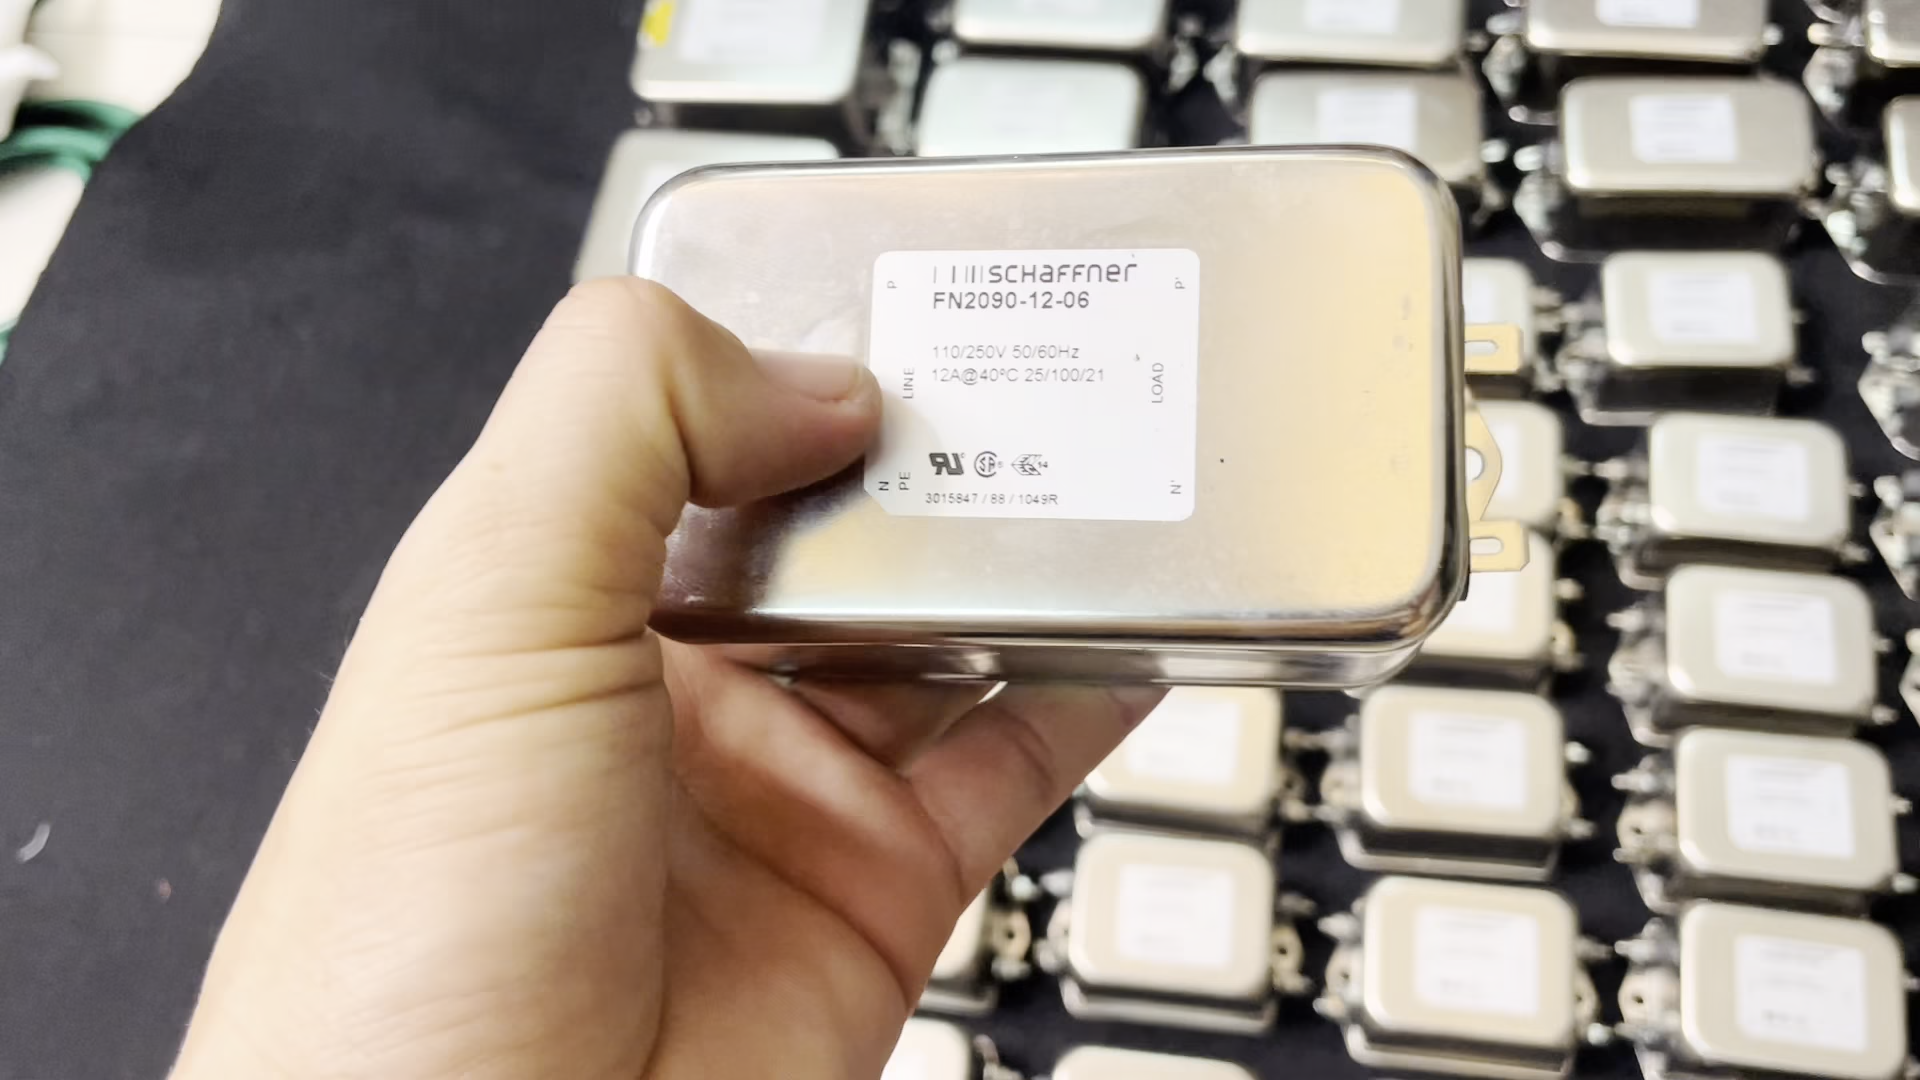 schaffner
FN2090-12-06
P
P'
110/250V 50/60Hz
12A@40°C 25/100/21
LINE
LOAD
N
PE
N'
3015847 / 88 / 1049R